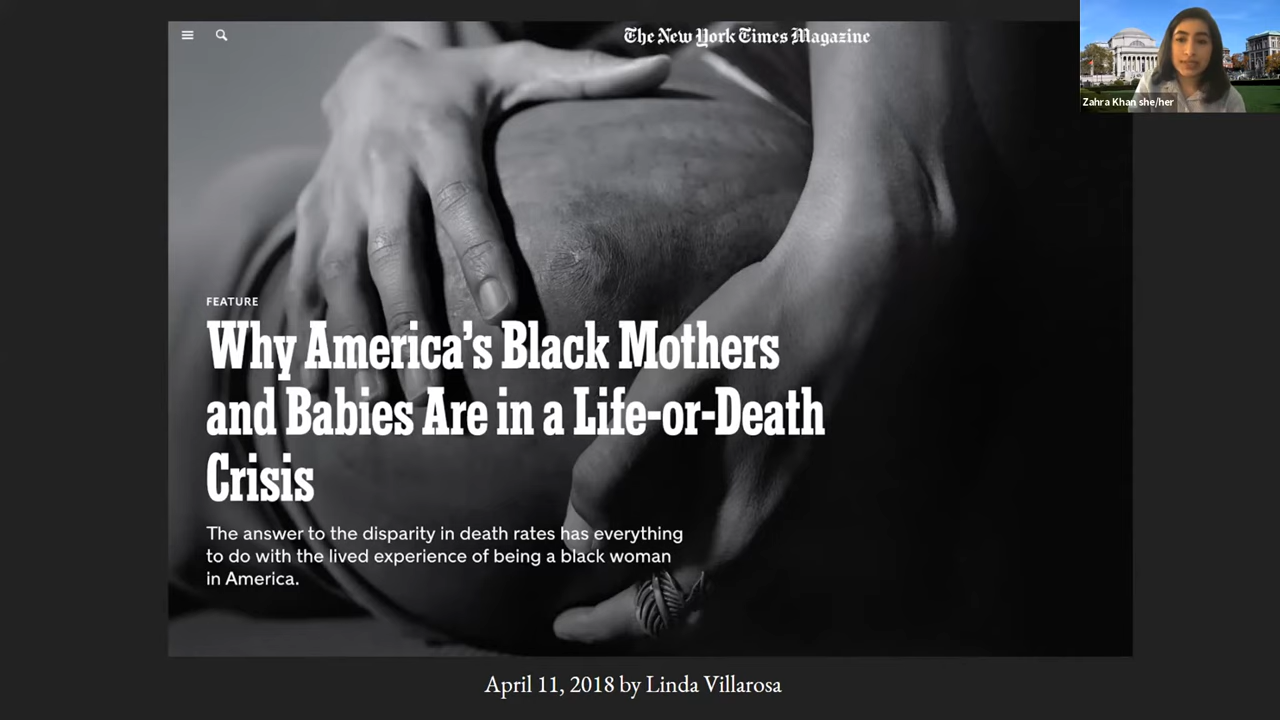 The New York Times Magazine
Zahra Khan she/her
FEATURE
Why America's Black Mothers
and Babies Are in a Life-or-Death
Crisis
The answer to the disparity in death rates has everything
to do with the lived experience of being a black woman
in America.
April 11, 2018 by Linda Villarosa